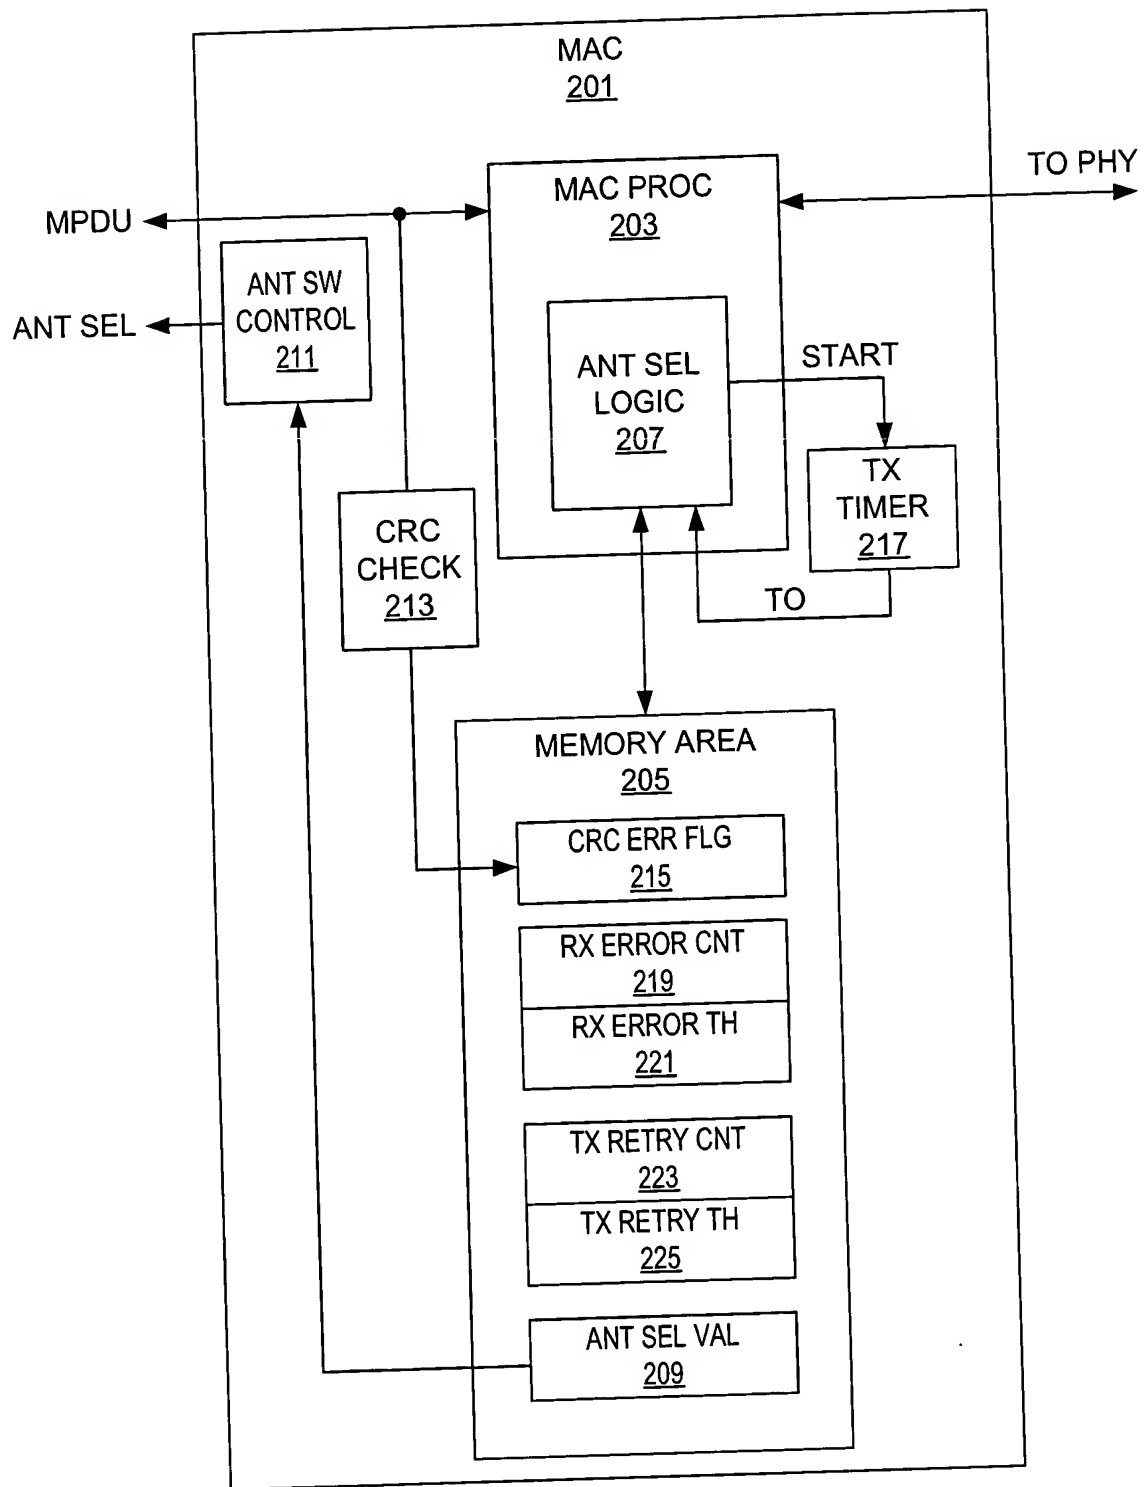 MAC
201
TO PHY
MAC PROC
203
MPDU
ANT SW
CONTROL
211
ANT SEL
ANT SEL
LOGIC
207
START
TX
TIMER
217
CRC
CHECK
213
TO
MEMORY AREA
205
CRC ERR FLG
215
RX ERROR CNT
219
RX ERROR TH
221
TX RETRY CNT
223
TX RETRY TH
225
ANT SEL VAL
209